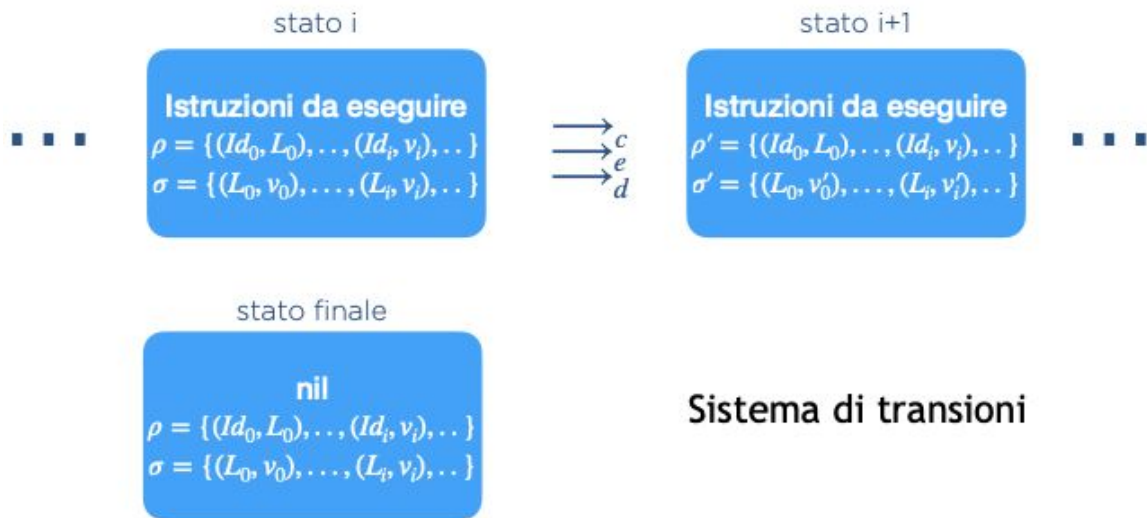 stato i
Istruzioni da eseguire
ρ = {(Id₀, L₀), . . , (Idᵢ, vᵢ), . . }
σ = {(L₀, v₀), . . . , (Lᵢ, vᵢ), . . }
. . .
⟶c
⟶e
⟶d
stato i+1
Istruzioni da eseguire
ρ′ = {(Id₀, L₀), . . , (Idᵢ, vᵢ), . . }
σ′ = {(L₀, v′₀), . . . , (Lᵢ, v′ᵢ), . . }
. . .
stato finale
nil
ρ = {(Id₀, L₀), . . , (Idᵢ, vᵢ), . . }
σ = {(L₀, v₀), . . . , (Lᵢ, vᵢ), . . }
Sistema di transioni